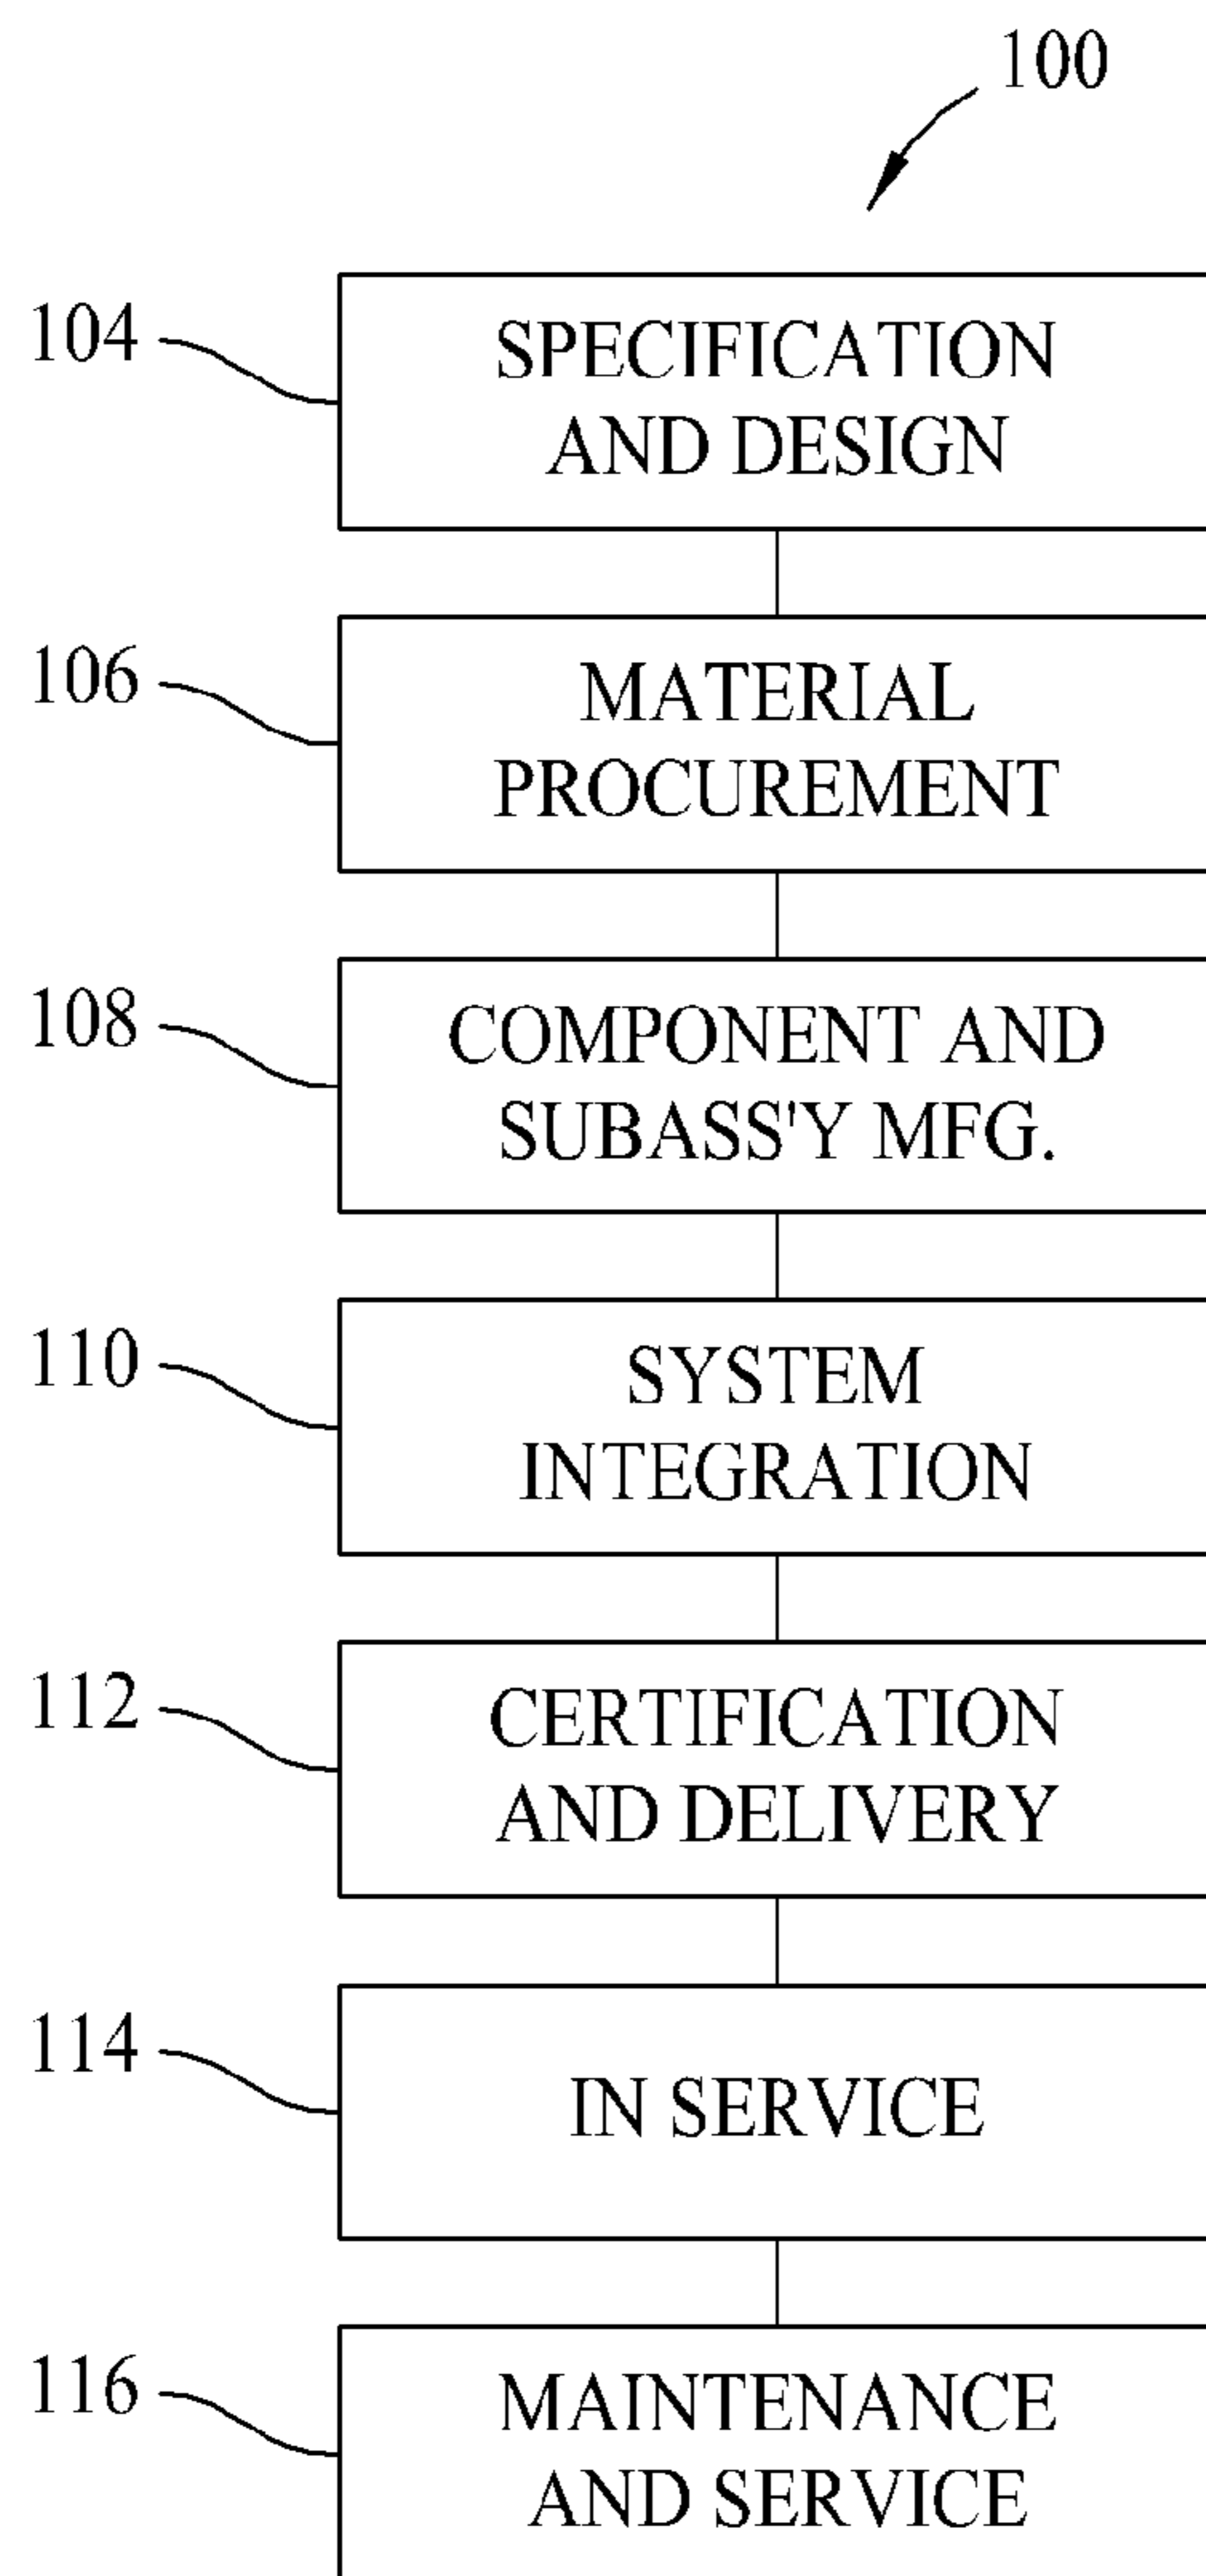 100
104
SPECIFICATION
AND DESIGN
106
MATERIAL
PROCUREMENT
108
COMPONENT AND
SUBASS'Y MFG.
110
SYSTEM
INTEGRATION
112
CERTIFICATION
AND DELIVERY
114
IN SERVICE
116
MAINTENANCE
AND SERVICE